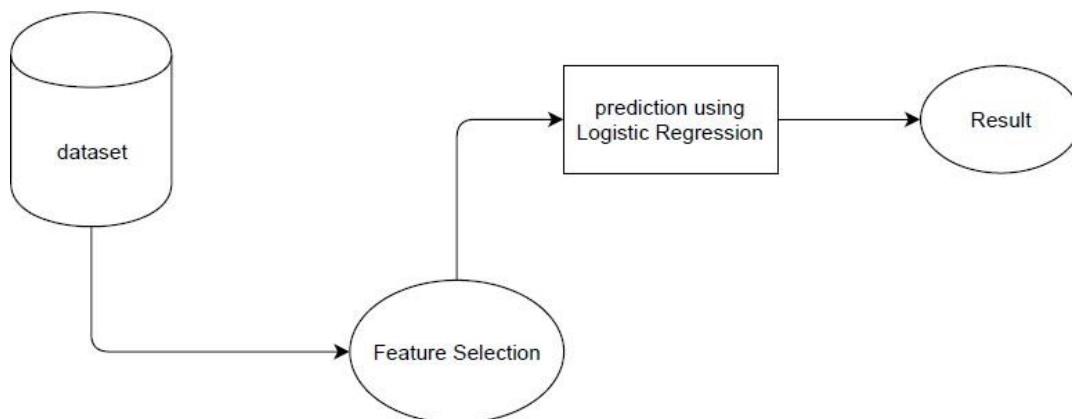 dataset
Feature Selection
prediction using
Logistic Regression
Result